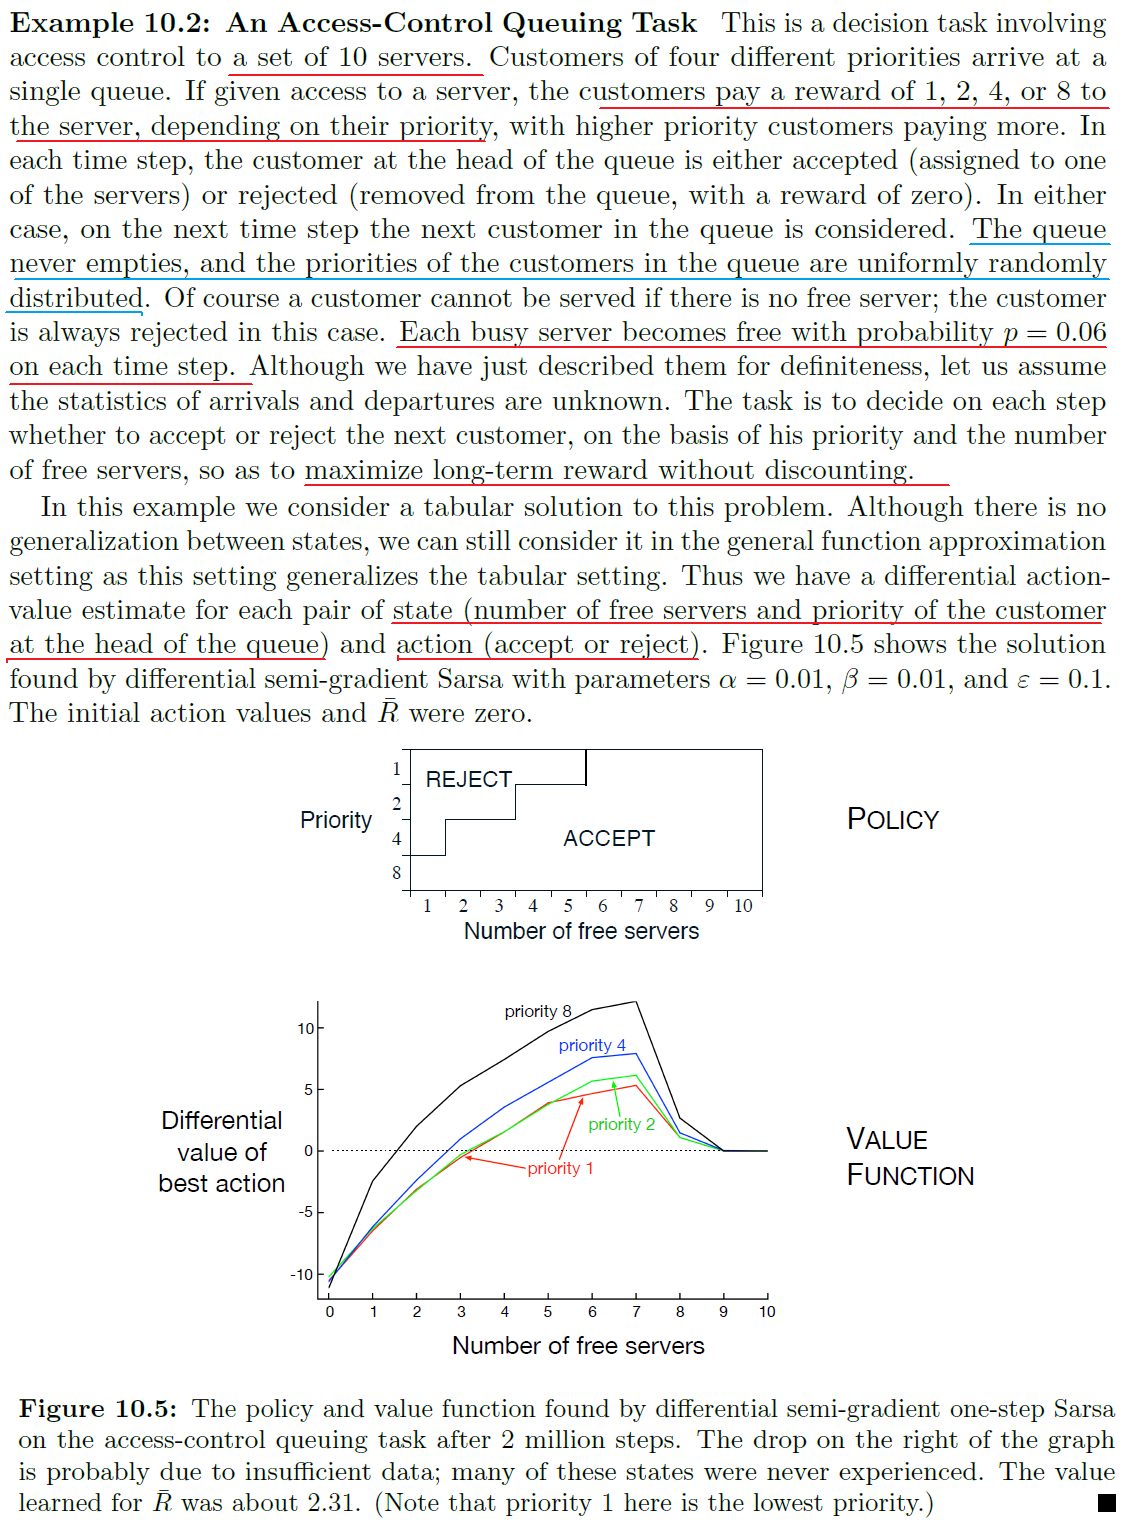 Example 10.2: An Access-Control Queuing Task This is a decision task involving
access control to a set of 10 servers. Customers of four different priorities arrive at a
single queue. If given access to a server, the customers pay a reward of 1, 2, 4, or 8 to
the server, depending on their priority, with higher priority customers paying more. In
each time step, the customer at the head of the queue is either accepted (assigned to one
of the servers) or rejected (removed from the queue, with a reward of zero). In either
case, on the next time step the next customer in the queue is considered. The queue
never empties, and the priorities of the customers in the queue are uniformly randomly
distributed. Of course a customer cannot be served if there is no free server; the customer
is always rejected in this case. Each busy server becomes free with probability p = 0.06
on each time step. Although we have just described them for definiteness, let us assume
the statistics of arrivals and departures are unknown. The task is to decide on each step
whether to accept or reject the next customer, on the basis of his priority and the number
of free servers, so as to maximize long-term reward without discounting.
In this example we consider a tabular solution to this problem. Although there is no
generalization between states, we can still consider it in the general function approximation
setting as this setting generalizes the tabular setting. Thus we have a differential action-
value estimate for each pair of state (number of free servers and priority of the customer
at the head of the queue) and action (accept or reject). Figure 10.5 shows the solution
found by differential semi-gradient Sarsa with parameters α = 0.01, β = 0.01, and ε = 0.1.
The initial action values and R̄ were zero.
1
REJECT
2
Priority
4
ACCEPT
8
POLICY
1 2 3 4 5 6 7 8 9 10
Number of free servers
priority 8
10
priority 4
5
Differential
value of
best action
priority 2
0
priority 1
-5
-10
VALUE
FUNCTION
0 1 2 3 4 5 6 7 8 9 10
Number of free servers
Figure 10.5: The policy and value function found by differential semi-gradient one-step Sarsa
on the access-control queuing task after 2 million steps. The drop on the right of the graph
is probably due to insufficient data; many of these states were never experienced. The value
learned for R̄ was about 2.31. (Note that priority 1 here is the lowest priority.)